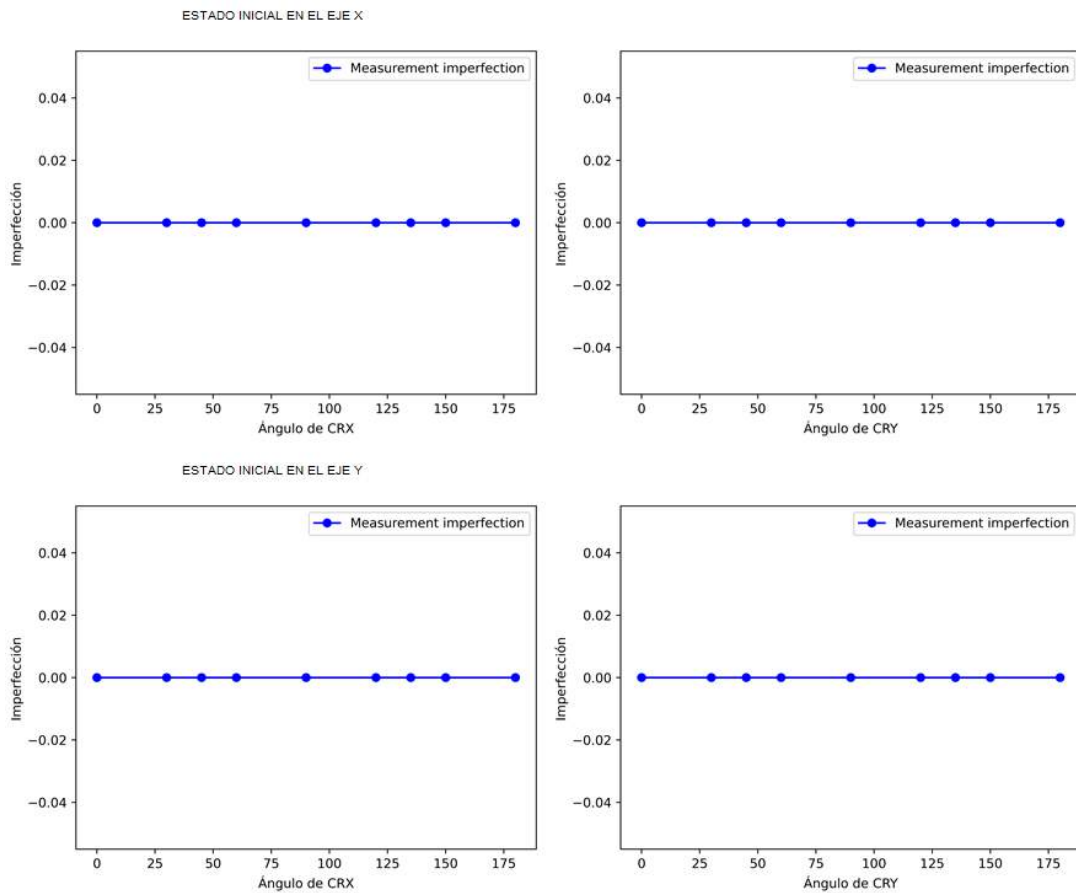 ESTADO INICIAL EN EL EJE X
Measurement imperfection
0.04
0.02
0.00
−0.02
−0.04
Imperfección
0 25 50 75 100 125 150 175
Ángulo de CRX
Measurement imperfection
0.04
0.02
0.00
−0.02
−0.04
Imperfección
0 25 50 75 100 125 150 175
Ángulo de CRY
ESTADO INICIAL EN EL EJE Y
Measurement imperfection
0.04
0.02
0.00
−0.02
−0.04
Imperfección
0 25 50 75 100 125 150 175
Ángulo de CRX
Measurement imperfection
0.04
0.02
0.00
−0.02
−0.04
Imperfección
0 25 50 75 100 125 150 175
Ángulo de CRY